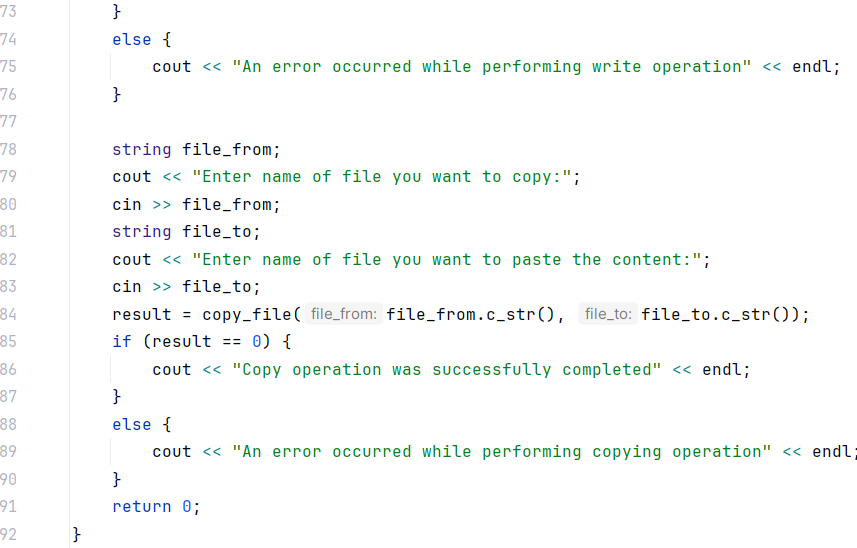 73 }
74 else {
75 cout << "An error occurred while performing write operation" << endl;
76 }
77
78 string file_from;
79 cout << "Enter name of file you want to copy:";
80 cin >> file_from;
81 string file_to;
82 cout << "Enter name of file you want to paste the content:";
83 cin >> file_to;
84 result = copy_file( file_from: file_from.c_str(), file_to: file_to.c_str());
85 if (result == 0) {
86 cout << "Copy operation was successfully completed" << endl;
87 }
88 else {
89 cout << "An error occurred while performing copying operation" << endl;
90 }
91 return 0;
92 }